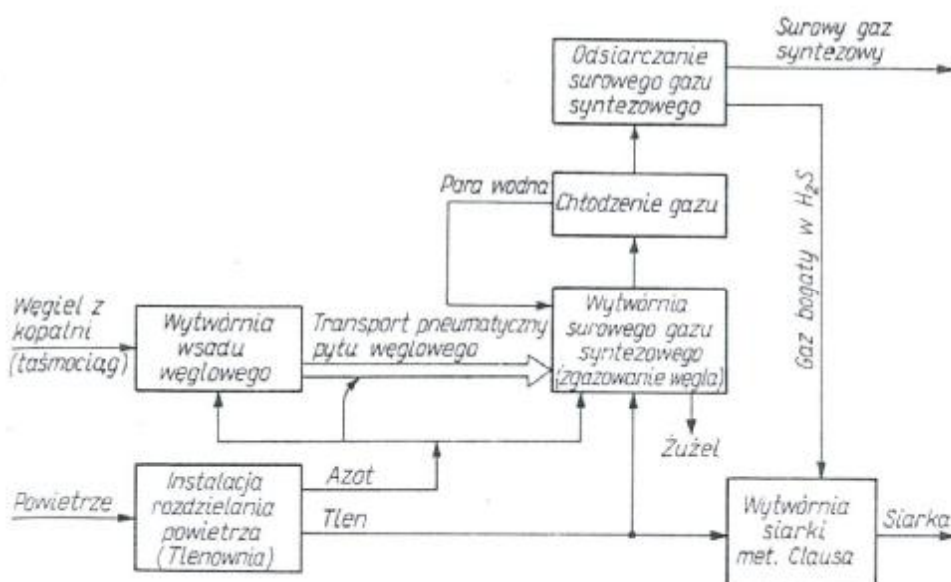 Surowy gaz
syntezowy
Odsiarczanie
surowego gazu
syntezowego
Para wodna
Chłodzenie gazu
Gaz bogaty w H₂S
Węgiel z
kopalni
(taśmociąg)
Wytwórnia
wsadu
węglowego
Transport pneumatyczny
pyłu węglowego
Wytwórnia
surowego gazu
syntezowego
(zgazowanie węgla)
Żużel
Powietrze
Instalacja
rozdzielania
powietrza
(Tlenownia)
Azot
Tlen
Wytwórnia
siarki
met. Clausa
Siarka